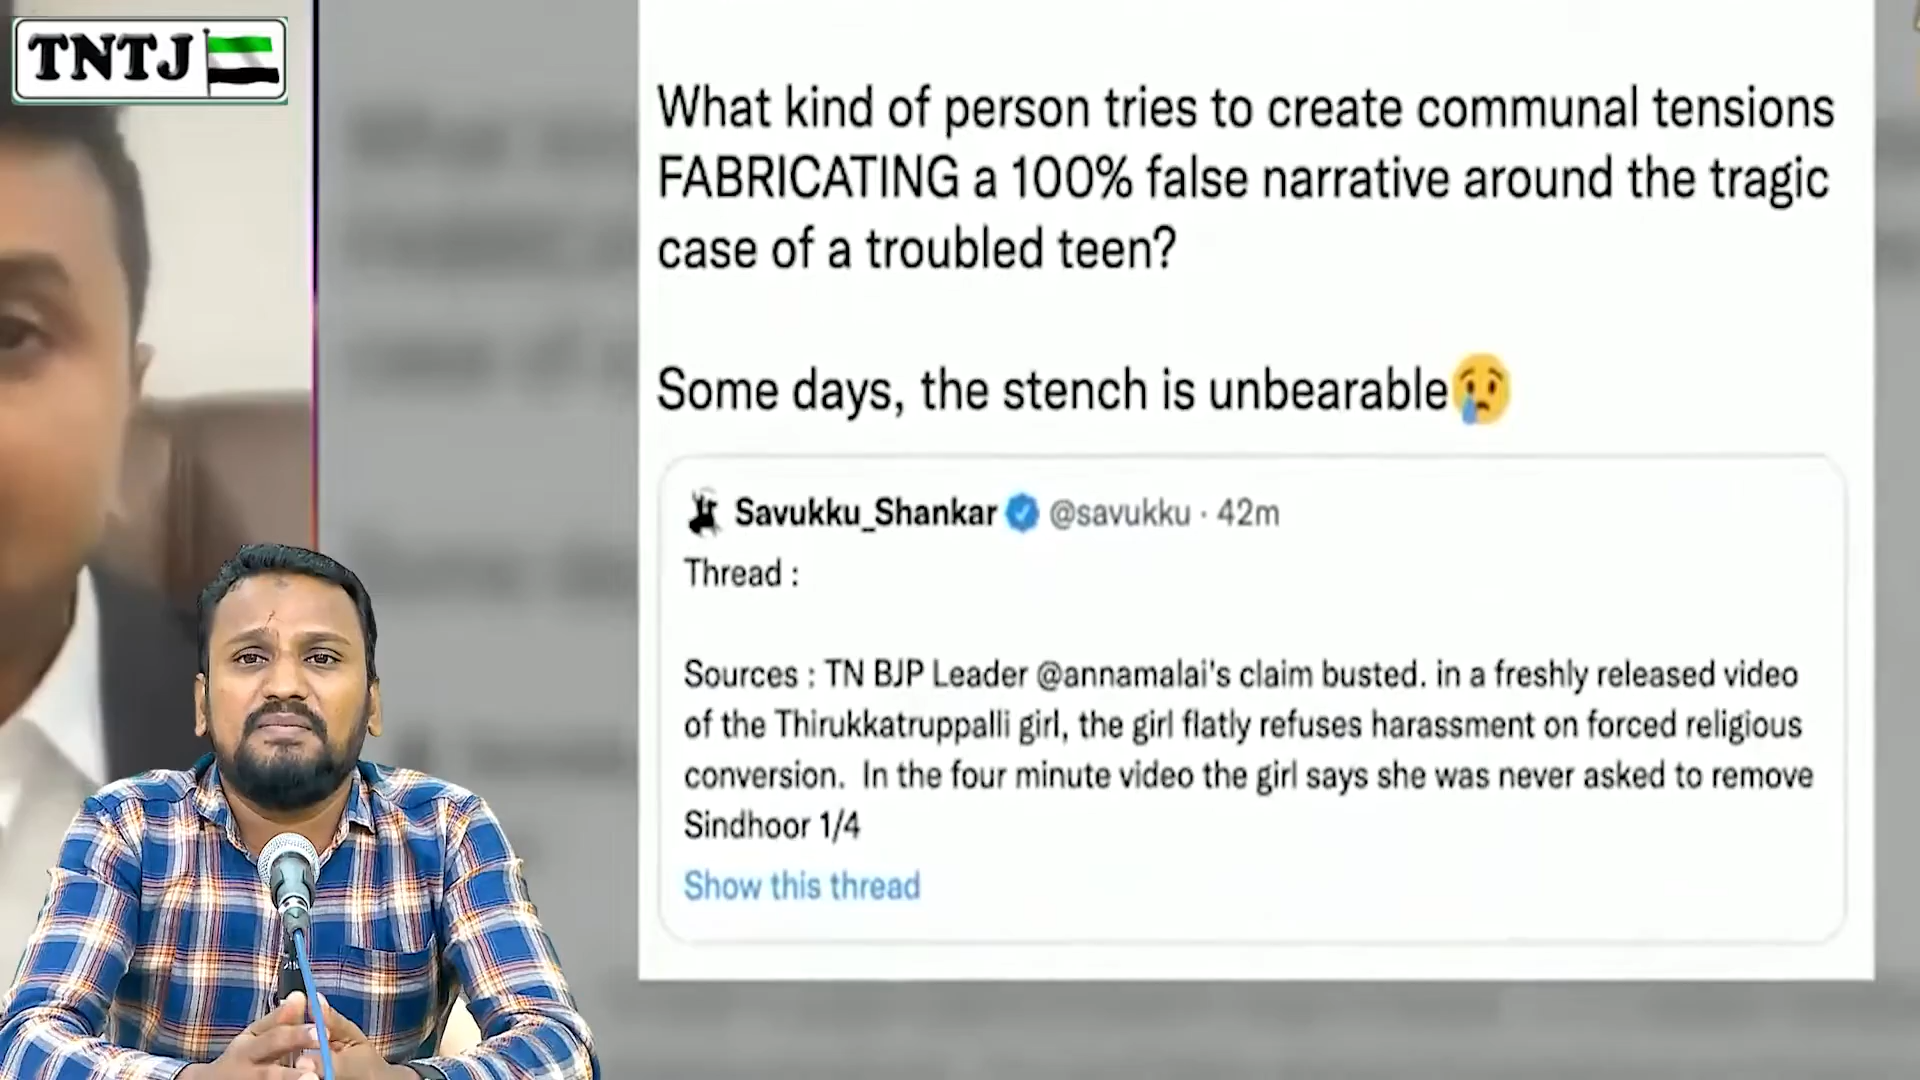 TNTJ
What kind of person tries to create communal tensions
FABRICATING a 100% false narrative around the tragic
case of a troubled teen?
Some days, the stench is unbearable😢
Savukku_Shankar @savukku · 42m
Thread :
Sources : TN BJP Leader @annamalai's claim busted. in a freshly released video
of the Thirukkatruppalli girl, the girl flatly refuses harassment on forced religious
conversion. In the four minute video the girl says she was never asked to remove
Sindhoor 1/4
Show this thread